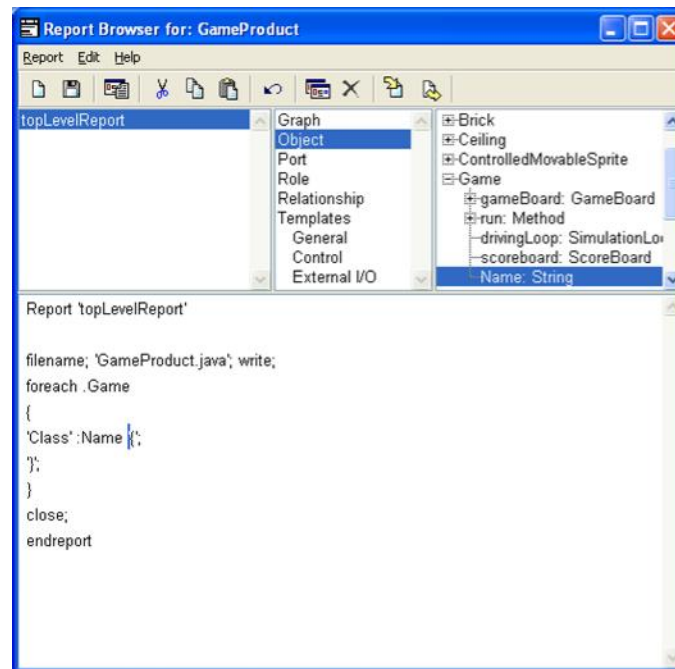 Report Browser for: GameProduct
Report Edit Help
topLevelReport
Graph
Object
Port
Role
Relationship
Templates
General
Control
External I/O
Brick
Ceiling
ControlledMovableSprite
Game
gameBoard: GameBoard
run: Method
drivingLoop: SimulationLo
scoreboard: ScoreBoard
Name: String
Report 'topLevelReport'
filename; 'GameProduct.java'; write;
foreach .Game
{
'Class' :Name {';
'}';
}
close;
endreport